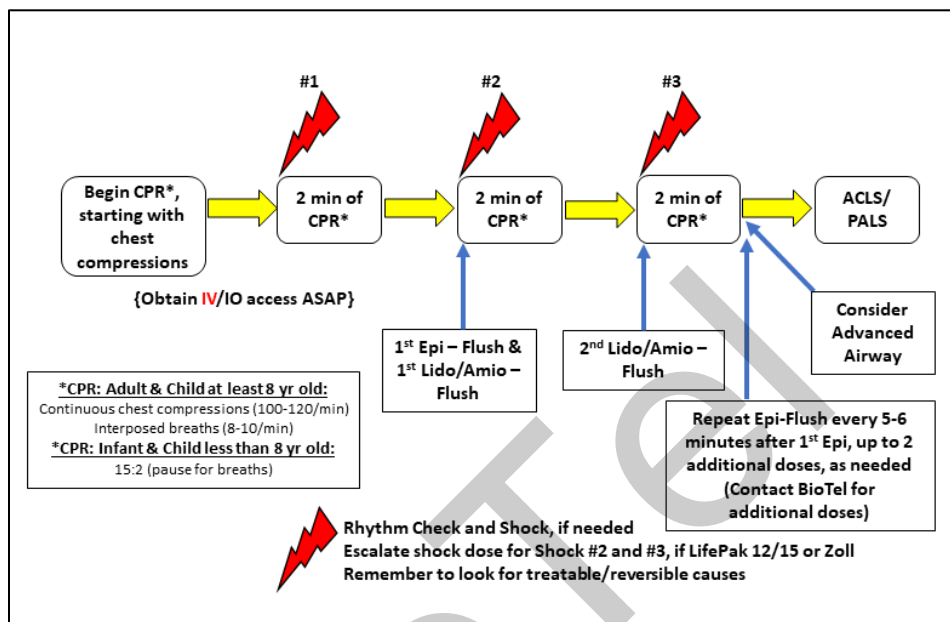 #1
#2
#3
Begin CPR*,
starting with
chest
compressions
2 min of
CPR*
2 min of
CPR*
2 min of
CPR*
ACLS/
PALS
{Obtain IV/IO access ASAP}
1st Epi – Flush &
1st Lido/Amio –
Flush
2nd Lido/Amio –
Flush
Consider
Advanced
Airway
*CPR: Adult & Child at least 8 yr old:
Continuous chest compressions (100-120/min)
Interposed breaths (8-10/min)
*CPR: Infant & Child less than 8 yr old:
15:2 (pause for breaths)
Repeat Epi-Flush every 5-6
minutes after 1st Epi, up to 2
additional doses, as needed
(Contact BioTel for
additional doses)
Rhythm Check and Shock, if needed
Escalate shock dose for Shock #2 and #3, if LifePak 12/15 or Zoll
Remember to look for treatable/reversible causes